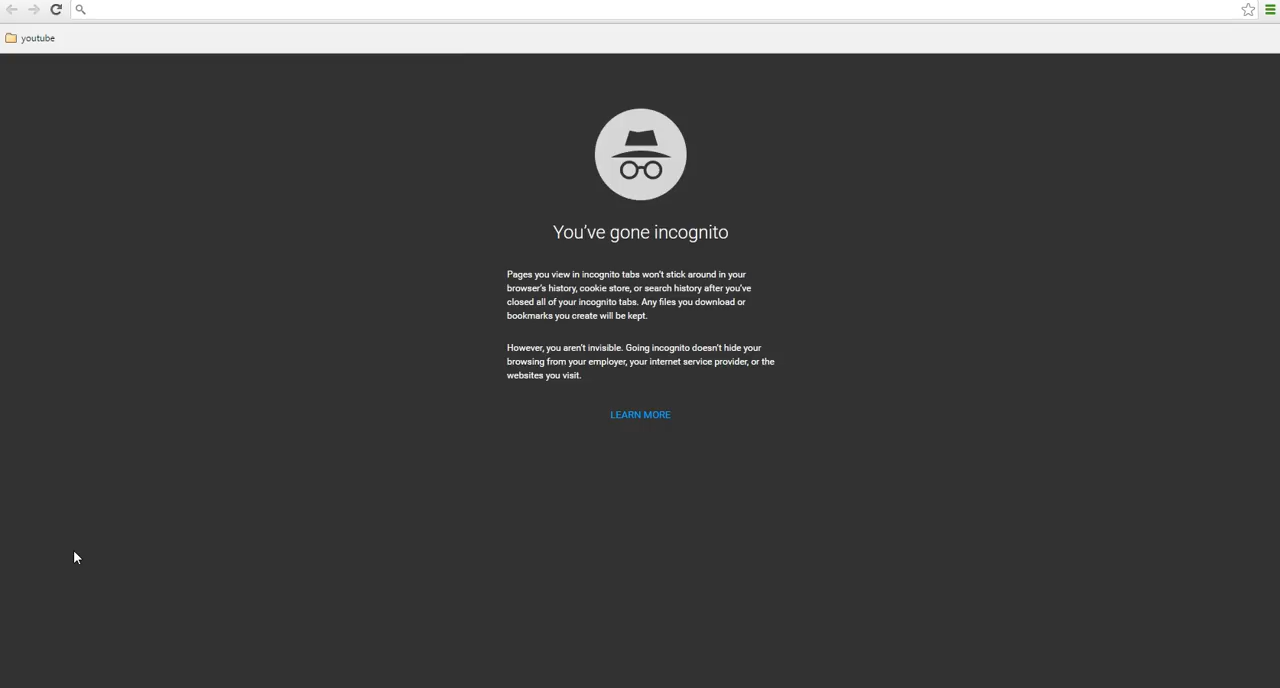 youtube
You've gone incognito
Pages you view in incognito tabs won't stick around in your
browser's history, cookie store, or search history after you've
closed all of your incognito tabs. Any files you download or
bookmarks you create will be kept.
However, you aren't invisible. Going incognito doesn't hide your
browsing from your employer, your internet service provider, or the
websites you visit.
LEARN MORE